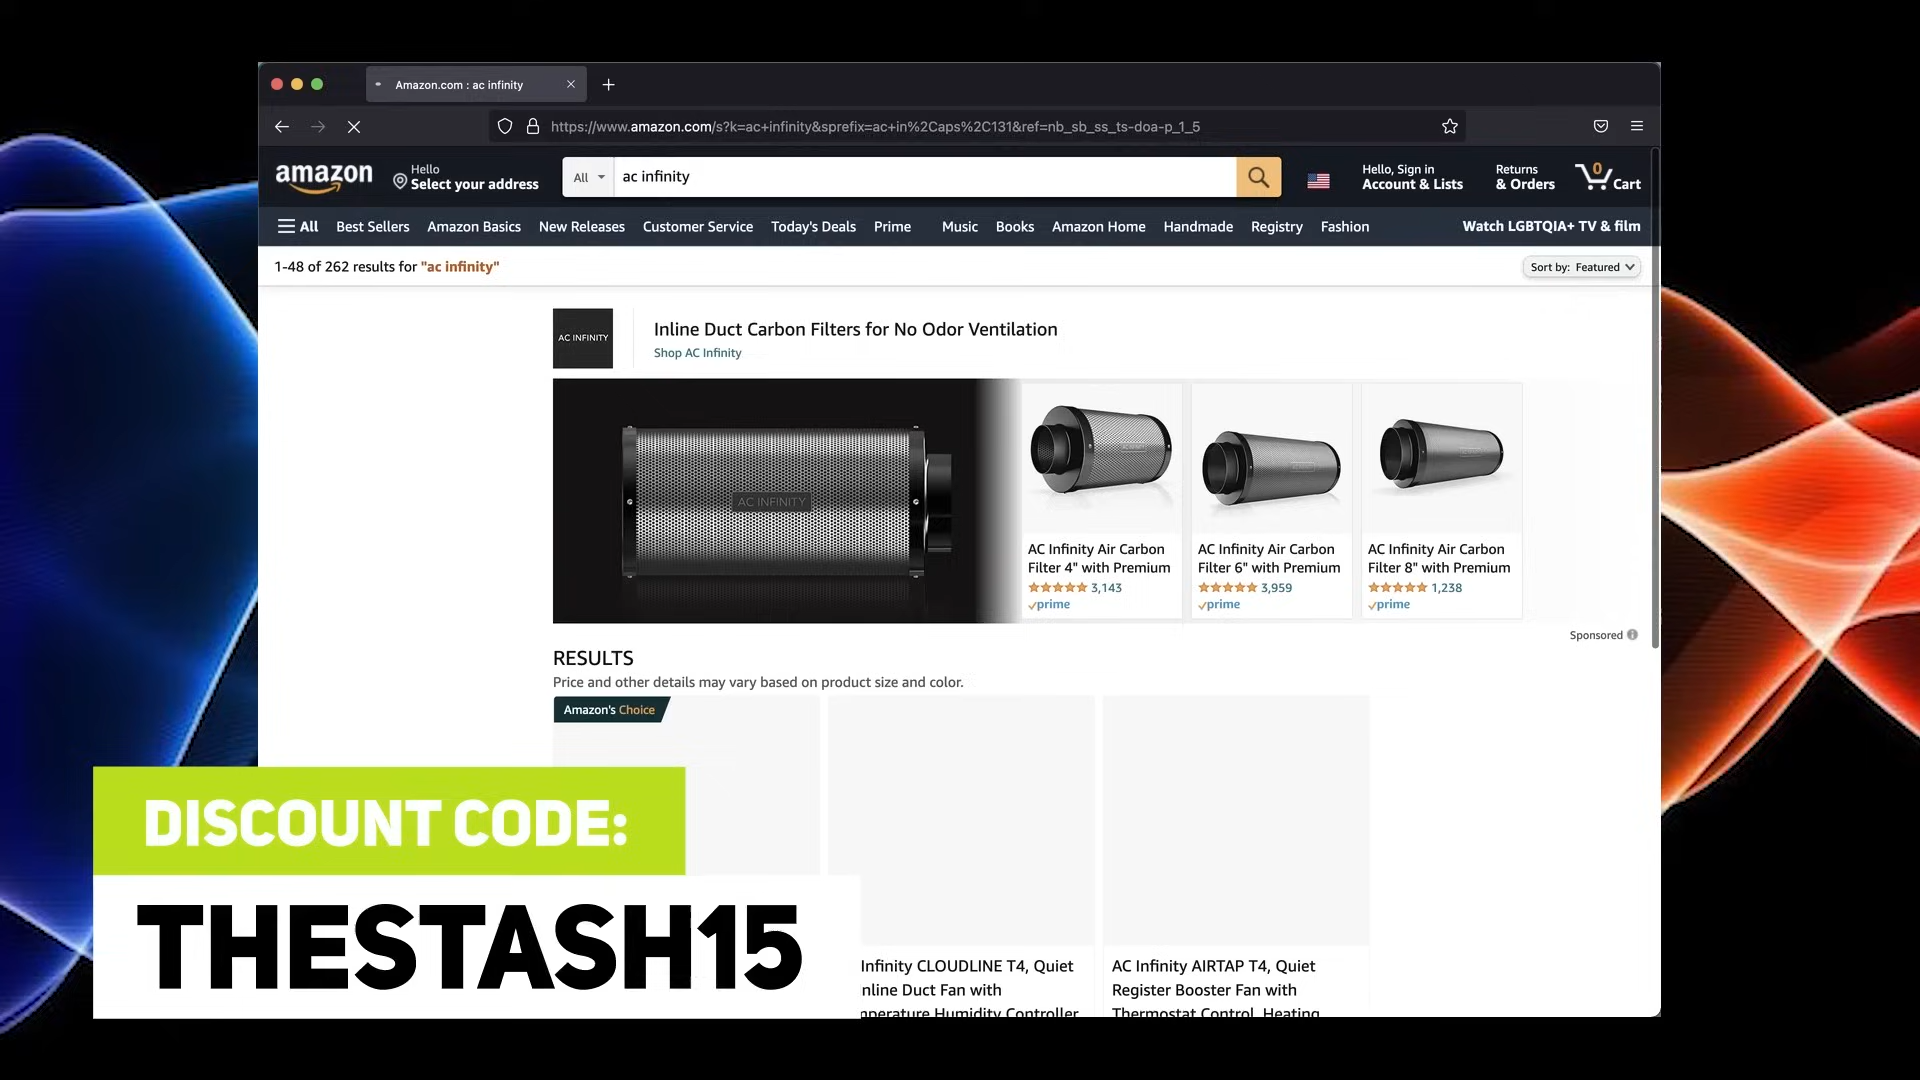 Amazon.com : ac infinity
https://www.amazon.com/s?k=ac+infinity&sprefix=ac+in%2Caps%2C131&ref=nb_sb_ss_ts-doa-p_1_5
amazon
Hello
Select your address
All
ac infinity
Hello, Sign in
Account & Lists
Returns
& Orders
0
Cart
All
Best Sellers
Amazon Basics
New Releases
Customer Service
Today's Deals
Prime
Music
Books
Amazon Home
Handmade
Registry
Fashion
Watch LGBTQIA+ TV & film
1-48 of 262 results for "ac infinity"
Sort by: Featured
AC INFINITY
Inline Duct Carbon Filters for No Odor Ventilation
Shop AC Infinity
AC INFINITY
AC Infinity Air Carbon
Filter 4" with Premium
3,143
prime
AC Infinity Air Carbon
Filter 6" with Premium
3,959
prime
AC Infinity Air Carbon
Filter 8" with Premium
1,238
prime
Sponsored
RESULTS
Price and other details may vary based on product size and color.
Amazon's Choice
DISCOUNT CODE:
THESTASH15
Infinity CLOUDLINE T4, Quiet
nline Duct Fan with
mperature Humidity Controller
AC Infinity AIRTAP T4, Quiet
Register Booster Fan with
Thermostat Control, Heating